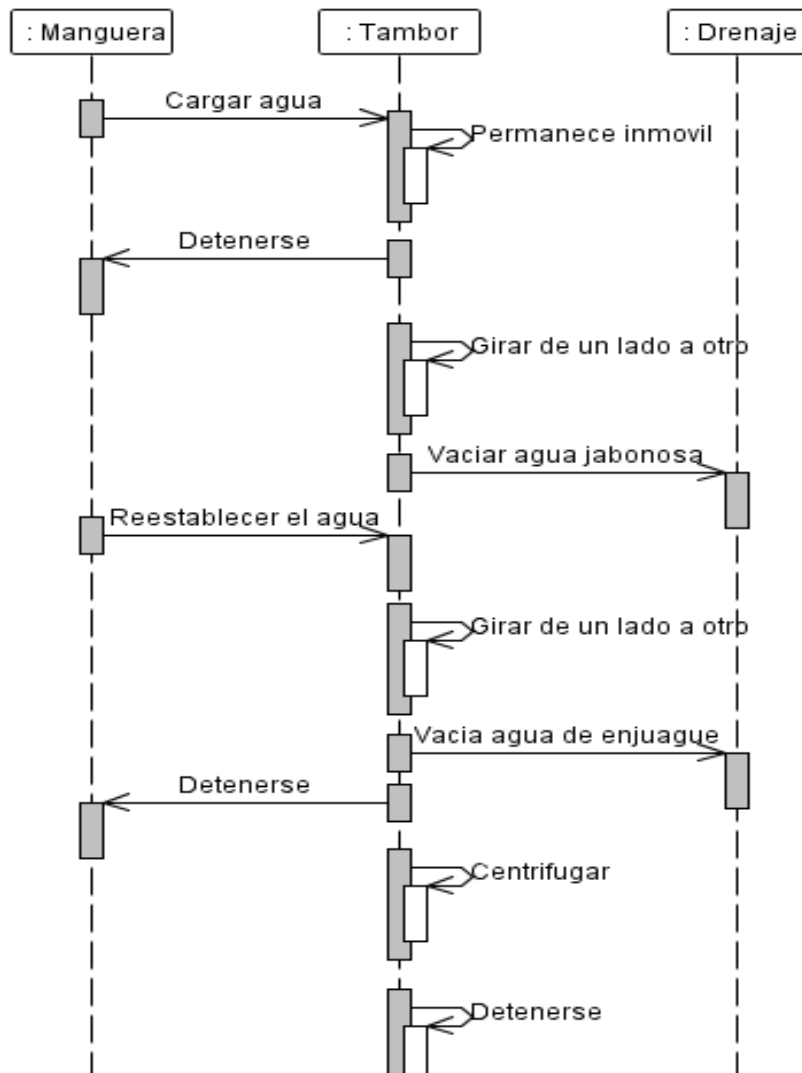 : Manguera
: Tambor
: Drenaje
Cargar agua
Permanece inmovil
Detenerse
Girar de un lado a otro
Vaciar agua jabonosa
Reestablecer el agua
Girar de un lado a otro
Vacia agua de enjuague
Detenerse
Centrifugar
Detenerse